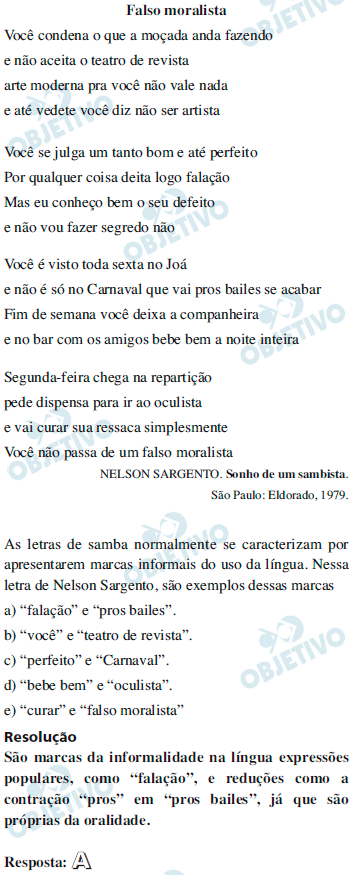 Falso moralista
Você condena o que a moçada anda fazendo
e não aceita o teatro de revista
arte moderna pra você não vale nada
e até vedete você diz não ser artista
Você se julga um tanto bom e até perfeito
Por qualquer coisa deita logo falação
Mas eu conheço bem o seu defeito
e não vou fazer segredo não
Você é visto toda sexta no Joá
e não é só no Carnaval que vai pros bailes se acabar
Fim de semana você deixa a companheira
e no bar com os amigos bebe bem a noite inteira
Segunda-feira chega na repartição
pede dispensa para ir ao oculista
e vai curar sua ressaca simplesmente
Você não passa de um falso moralista
NELSON SARGENTO. Sonho de um sambista.
São Paulo: Eldorado, 1979.
As letras de samba normalmente se caracterizam por
apresentarem marcas informais do uso da língua. Nessa
letra de Nelson Sargento, são exemplos dessas marcas
a) “falação” e “pros bailes”.
b) “você” e “teatro de revista”.
c) “perfeito” e “Carnaval”.
d) “bebe bem” e “oculista”.
e) “curar” e “falso moralista”
Resolução
São marcas da informalidade na língua expressões
populares, como “falação”, e reduções como a
contração “pros” em “pros bailes”, já que são
próprias da oralidade.
Resposta: A
OBJETIVO
OBJETIVO
OBJETIVO
OBJETIVO
OBJETIVO
OBJETIVO
OBJETIVO
OBJETIVO